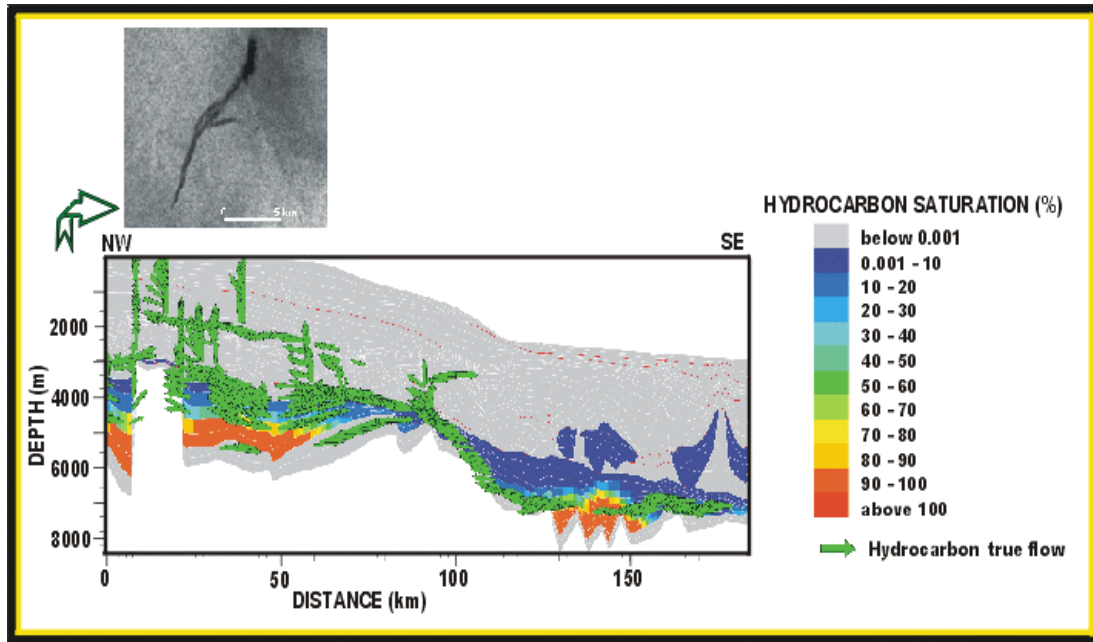 5 km
NW
SE
2000
4000
6000
8000
DEPTH (m)
0
50
100
150
DISTANCE (km)
HYDROCARBON SATURATION (%)
below 0.001
0.001 - 10
10 - 20
20 - 30
30 - 40
40 - 50
50 - 60
60 - 70
70 - 80
80 - 90
90 - 100
above 100
Hydrocarbon true flow